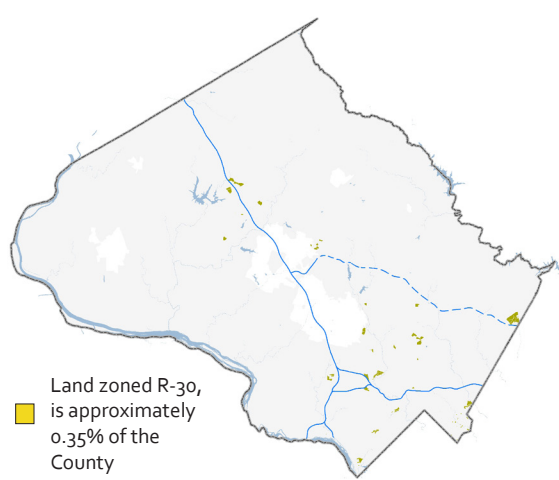 Land zoned R-30,
is approximately
0.35% of the
County